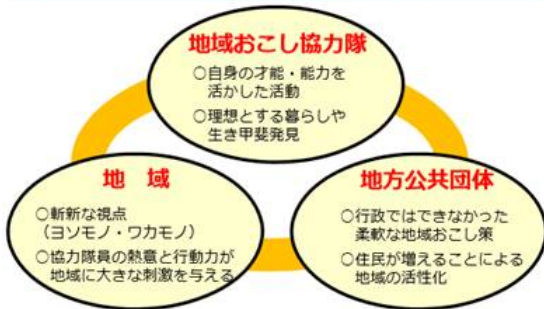 地域おこし協力隊
○自身の才能・能力を
活かした活動
○理想とする暮らしや
生き甲斐発見
地 域
○斬新な視点
(ヨソモノ・ワカモノ)
○協力隊員の熱意と行動力が
地域に大きな刺激を与える
地方公共団体
○行政ではできなかった
柔軟な地域おこし策
○住民が増えることによる
地域の活性化